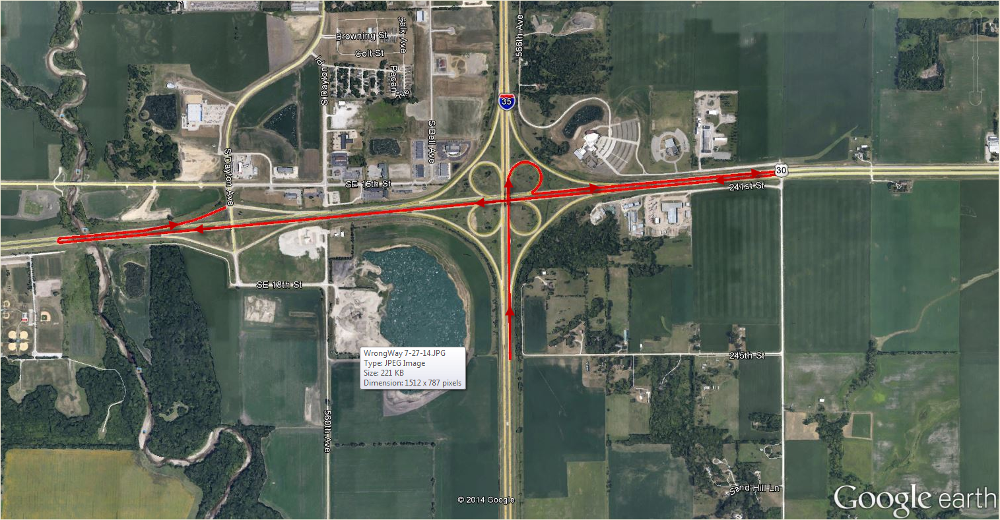 Browning St
Salk Ave
566th Ave
Colt St
S Dayton Pl
Pecan Ave
35
S Bell Ave
S Dayton Ave
SE 16th St
30
241st St
SE 18th St
WrongWay 7-27-14.JPG
Type: JPEG Image
Size: 221 KB
Dimension: 1512 x 787 pixels
245th St
560th Ave
Sand Hill Ln
© 2014 Google
Google earth